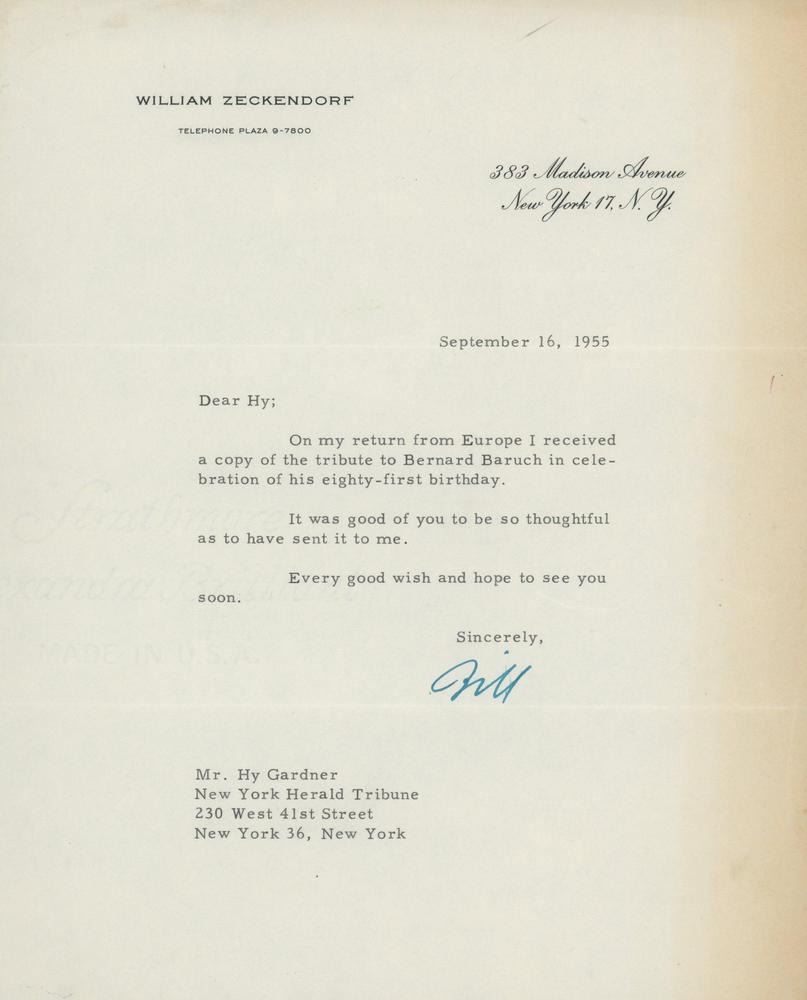 WILLIAM ZECKENDORF
TELEPHONE PLAZA 9-7800
383 Madison Avenue
New York 17, N. Y.
September 16, 1955
Dear Hy;
On my return from Europe I received
a copy of the tribute to Bernard Baruch in cele-
bration of his eighty-first birthday.
It was good of you to be so thoughtful
as to have sent it to me.
Every good wish and hope to see you
soon.
Strathmore
MADE IN U.S.A.
Sincerely,
Bill
Mr. Hy Gardner
New York Herald Tribune
230 West 41st Street
New York 36, New York